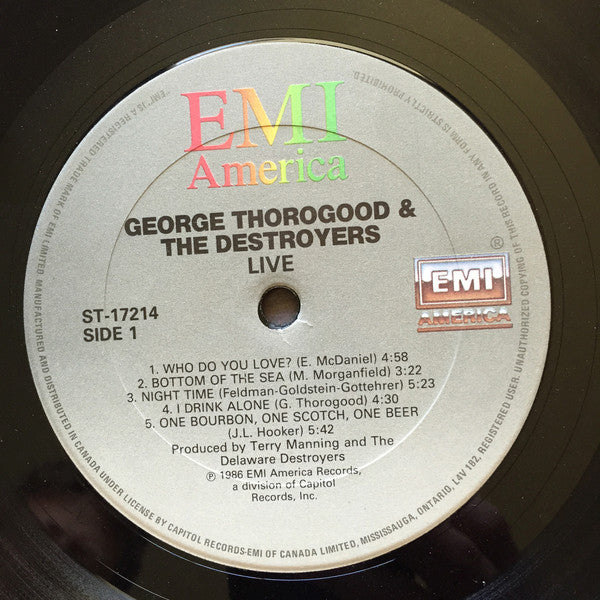 EMI
America
GEORGE THOROGOOD &
THE DESTROYERS
LIVE
®
EMI
AMERICA
ST-17214
SIDE 1
1. WHO DO YOU LOVE? (E. McDaniel) 4:58
2. BOTTOM OF THE SEA (M. Morganfield) 3:22
3. NIGHT TIME (Feldman-Goldstein-Gottehrer) 5:23
4. I DRINK ALONE (G. Thorogood) 4:30
5. ONE BOURBON, ONE SCOTCH, ONE BEER
(J.L. Hooker) 5:42
Produced by Terry Manning and The
Delaware Destroyers
℗ 1986 EMI America Records,
a division of Capitol
Records, Inc.
MANUFACTURED AND DISTRIBUTED IN CANADA UNDER LICENSE BY CAPITOL RECORDS-EMI OF CANADA LIMITED, MISSISSAUGA, ONTARIO, L4V 1B2, REGISTERED USER. UNAUTHORIZED COPYING OF THIS RECORD IN ANY FORM IS STRICTLY PROHIBITED.
"EMI" IS A REGISTERED TRADE MARK OF EMI LIMITED